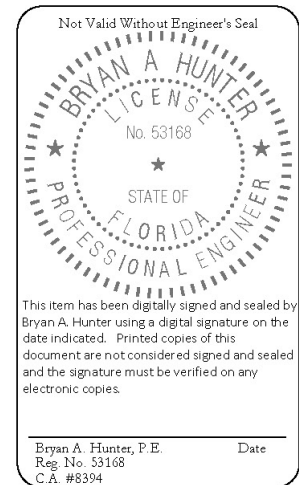 Not Valid Without Engineer's Seal
BRYAN A HUNTER
LICENSE
No. 53168
STATE OF
FLORIDA
PROFESSIONAL ENGINEER
This item has been digitally signed and sealed by
Bryan A. Hunter using a digital signature on the
date indicated. Printed copies of this
document are not considered signed and sealed
and the signature must be verified on any
electronic copies.
Bryan A. Hunter, P.E. Date
Reg. No. 53168
C.A. #8394